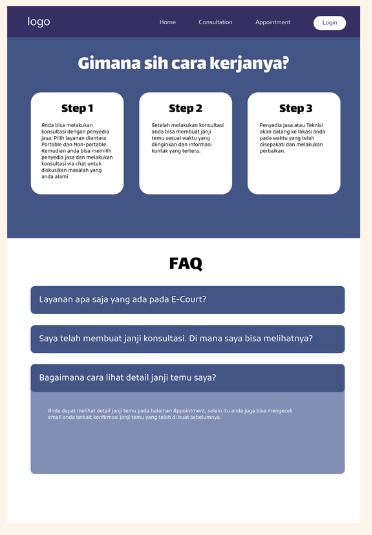 logo
Home Consultation Appointment Login
Gimana sih cara kerjanya?
Step 1
Anda bisa melakukan
konsultasi dengan penyedia
jasa. Pilih layanan diantara
Portable dan Non-portable.
Kemudian anda bisa memilih
penyedia jasa dan melakukan
konsultasi via chat untuk
diskusikan masalah yang
anda alami.
Step 2
Setelah melakukan konsultasi
anda bisa membuat janji
temu sesuai waktu yang
diinginkan dan informasi
kontak yang tertera.
Step 3
Penyedia jasa atau Teknisi
akan datang ke lokasi anda
pada waktu yang telah
disepakati dan melakukan
perbaikan.
FAQ
Layanan apa saja yang ada pada E-Court?
Saya telah membuat janji konsultasi. Di mana saya bisa melihatnya?
Bagaimana cara lihat detail janji temu saya?
Anda dapat melihat detail janji temu pada halaman Appointment, selain itu anda juga bisa mengecek
email anda terkait konfirmasi janji temu yang telah dibuat sebelumnya.